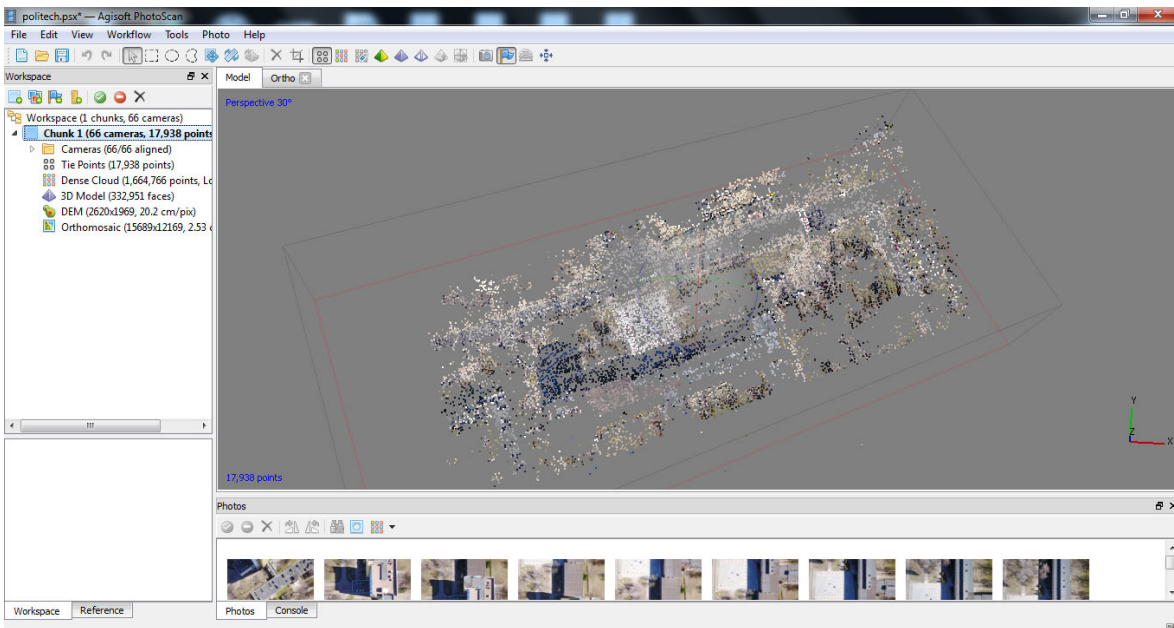 politech.psx* — Agisoft PhotoScan
File Edit View Workflow Tools Photo Help
Workspace
Workspace (1 chunks, 66 cameras)
Chunk 1 (66 cameras, 17,938 points
Cameras (66/66 aligned)
Tie Points (17,938 points)
Dense Cloud (1,664,766 points, Lo
3D Model (332,951 faces)
DEM (2620x1969, 20.2 cm/pix)
Orthomosaic (15689x12169, 2.53 c
Workspace Reference
Model Ortho
Perspective 30°
Y
Z
X
17,938 points
Photos
Photos Console